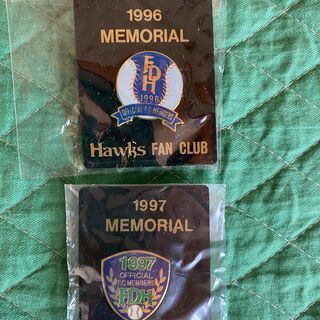 1996
MEMORIAL
FDH
1996
OFFICIAL F.C MEMBERS
Hawks FAN CLUB
1997
MEMORIAL
1997
OFFICIAL
F.C MEMBERS
FDH